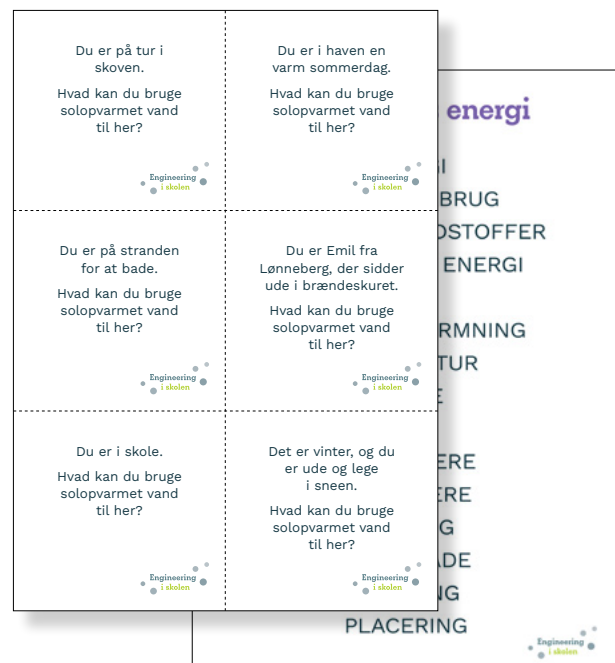 Du er på tur i
skoven.
Hvad kan du bruge
solopvarmet vand
til her?
Engineering
i skolen
Du er i haven en
varm sommerdag.
Hvad kan du bruge
solopvarmet vand
til her?
Engineering
i skolen
Du er på stranden
for at bade.
Hvad kan du bruge
solopvarmet vand
til her?
Engineering
i skolen
Du er Emil fra
Lønneberg, der sidder
ude i brændeskuret.
Hvad kan du bruge
solopvarmet vand
til her?
Engineering
i skolen
Du er i skole.
Hvad kan du bruge
solopvarmet vand
til her?
Engineering
i skolen
Det er vinter, og du
er ude og lege
i sneen.
Hvad kan du bruge
solopvarmet vand
til her?
Engineering
i skolen
energi
BRUG
ENERGI
PLACERING
Engineering
i skolen